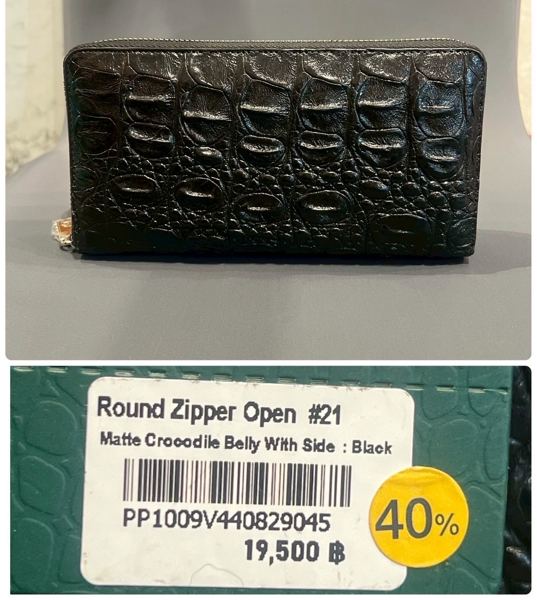 Round Zipper Open #21
Matte Crocodile Belly With Side : Black
PP1009V440829045
19,500 ฿
40%